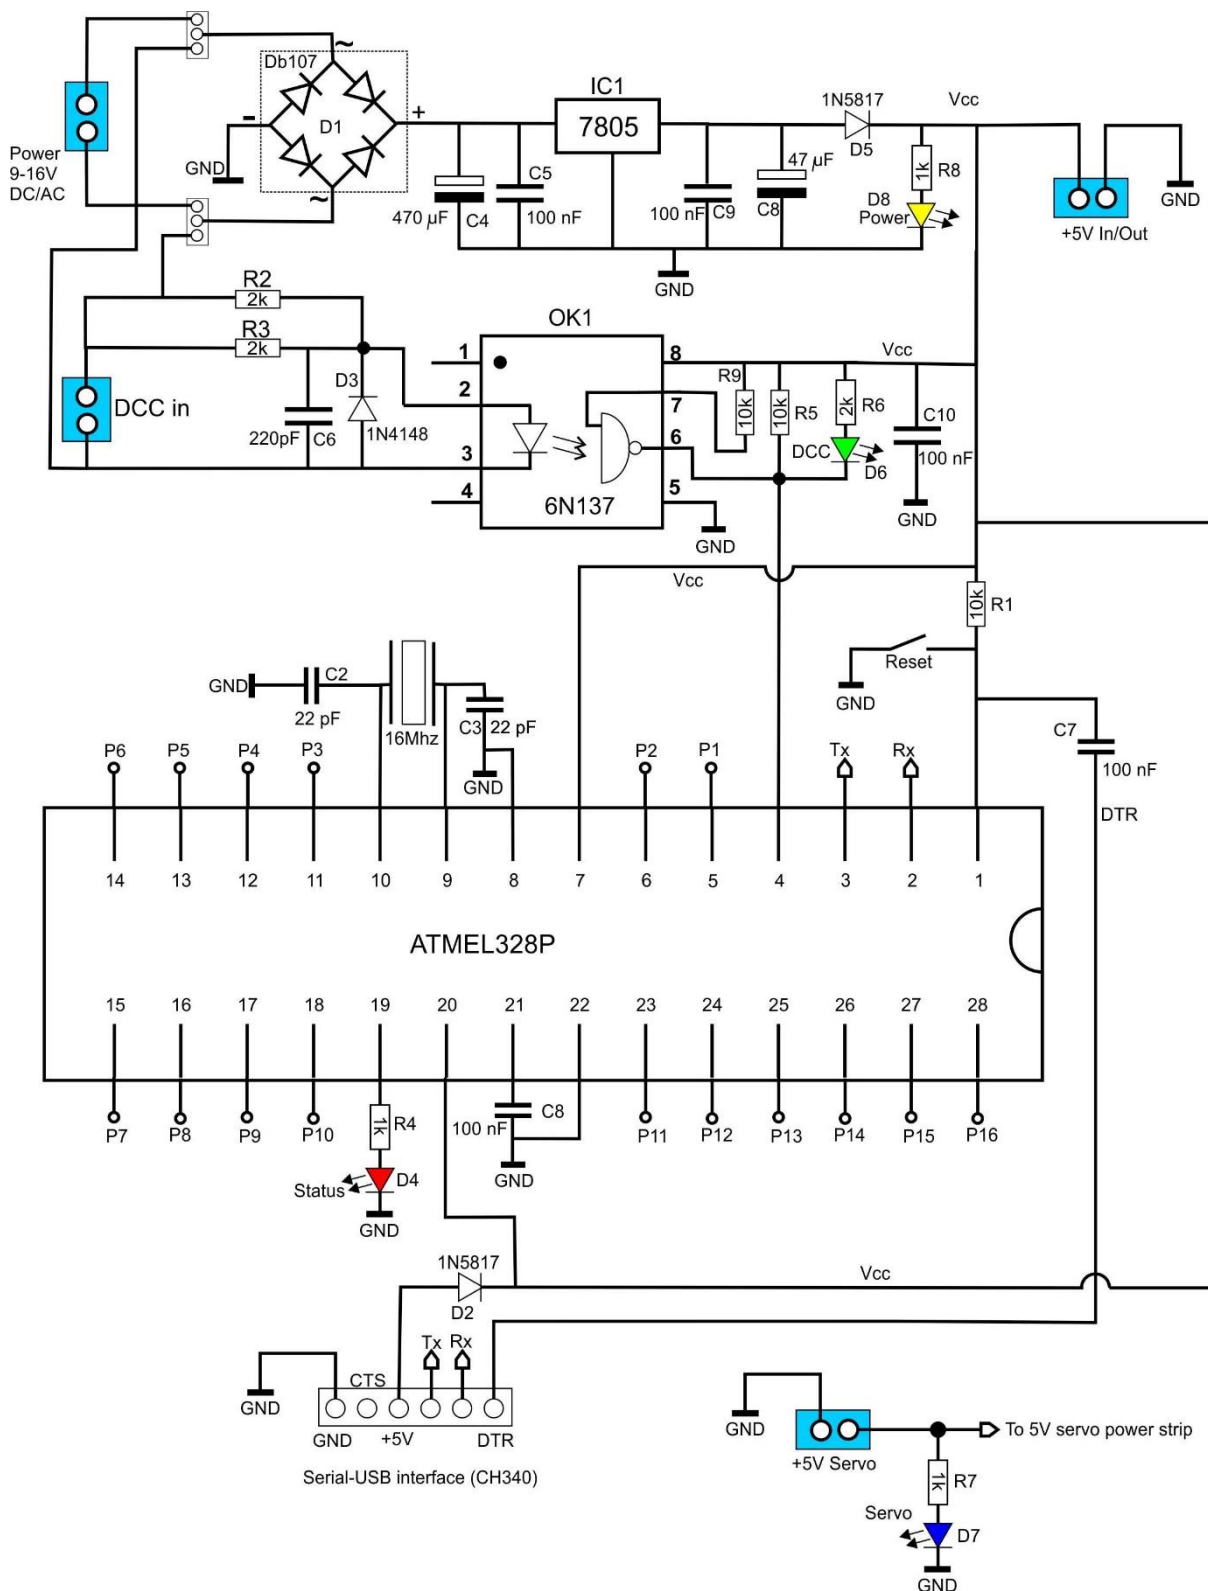 Power
9-16V
DC/AC
Db107
~
-
+
D1
~
GND
IC1
7805
1N5817
D5
Vcc
470 µF
C4
C5
100 nF
100 nF
C9
47 µF
C8
R8
1k
D8
Power
GND
+5V In/Out
GND
R2
2k
R3
2k
DCC in
220pF
C6
D3
1N4148
OK1
1
2
3
4
8
7
6
5
6N137
GND
Vcc
R9
10k
10k
R5
2k
R6
DCC
D6
C10
100 nF
GND
Vcc
10k
R1
Reset
GND
C7
100 nF
DTR
GND
C2
22 pF
16Mhz
C3
22 pF
GND
P6
P5
P4
P3
P2
P1
Tx
Rx
14
13
12
11
10
9
8
7
6
5
4
3
2
1
ATMEL328P
15
16
17
18
19
20
21
22
23
24
25
26
27
28
P7
P8
P9
P10
1k
R4
Status
D4
GND
100 nF
C8
GND
P11
P12
P13
P14
P15
P16
1N5817
D2
Vcc
GND
CTS
Tx
Rx
GND
+5V
DTR
Serial-USB interface (CH340)
GND
+5V Servo
To 5V servo power strip
1k
R7
Servo
D7
GND